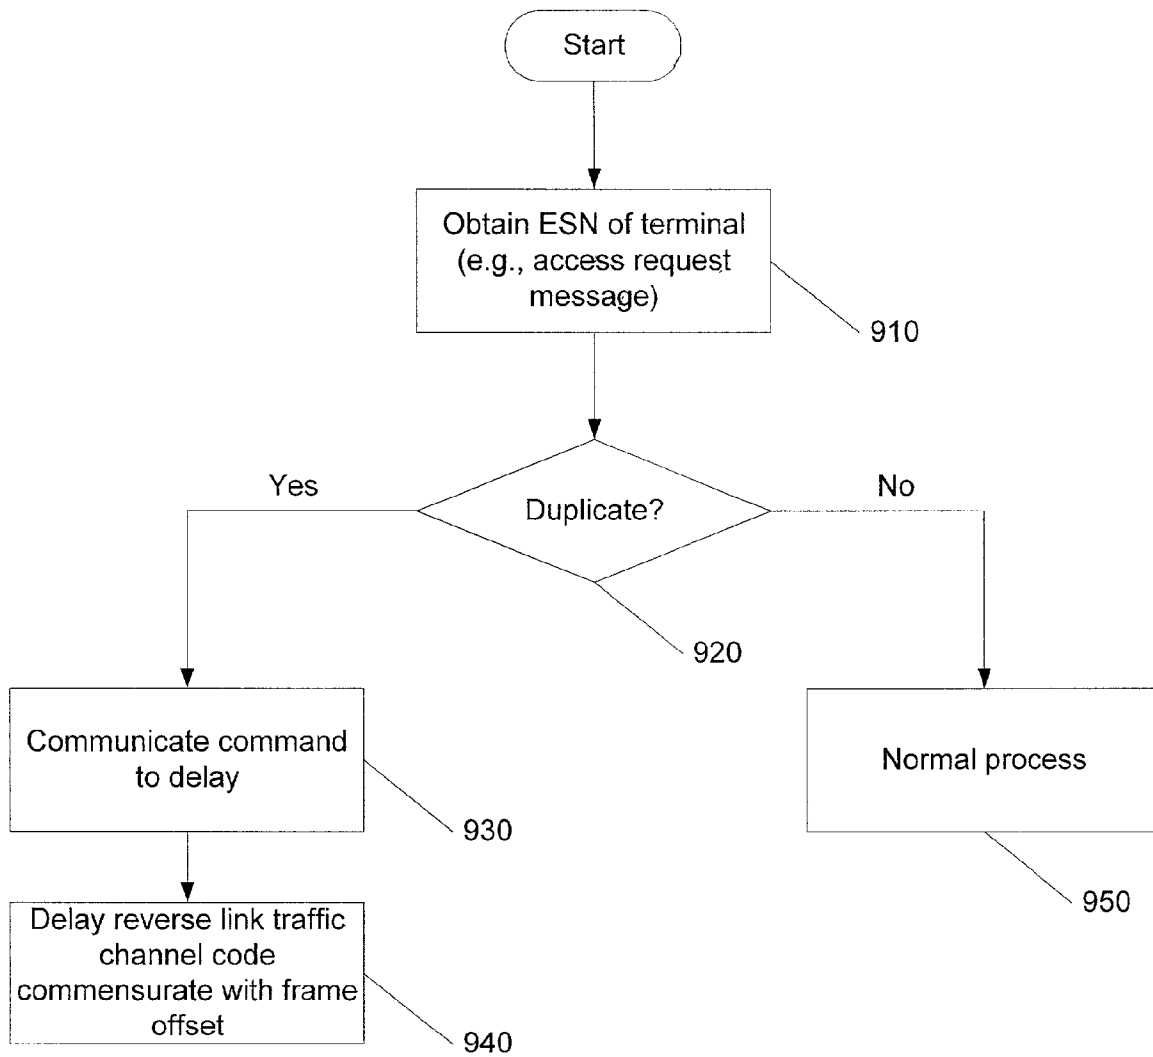 Start
Obtain ESN of terminal
(e.g., access request
message)
910
Yes
No
Duplicate?
920
Communicate command
to delay
930
Normal process
950
Delay reverse link traffic
channel code
commensurate with frame
offset
940